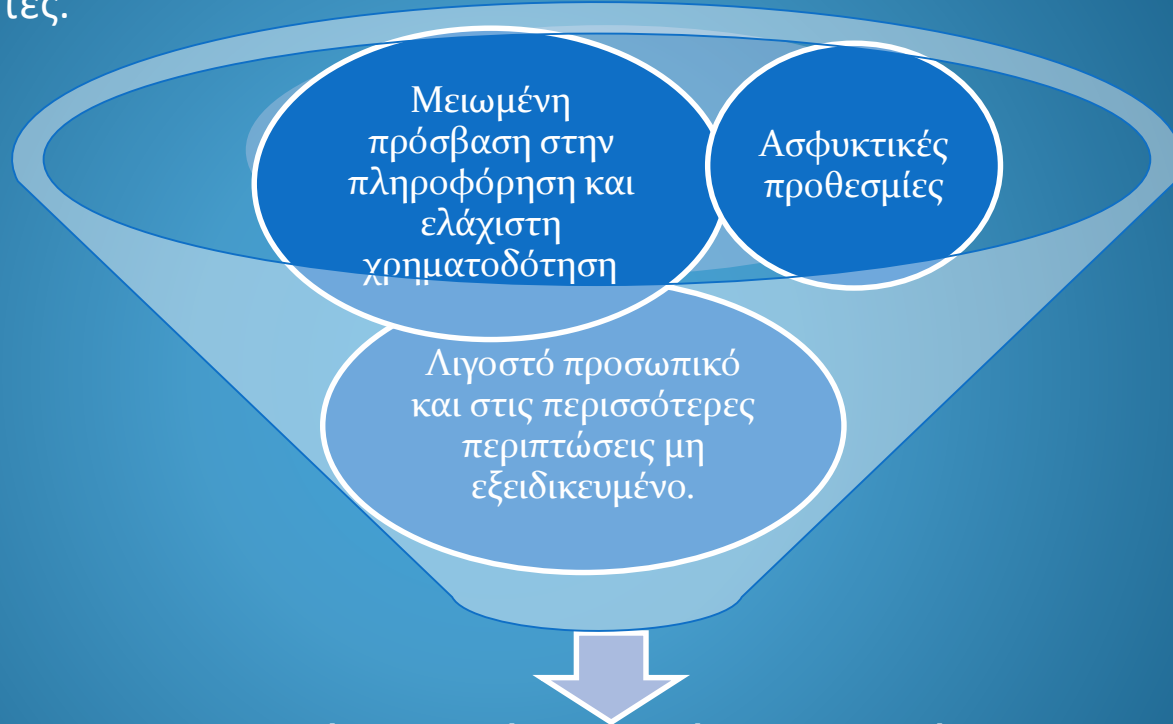 Μειωμένη
πρόσβαση στην
πληροφόρηση και
ελάχιστη
χρηματοδότηση
Ασφυκτικές
προθεσμίες
Λιγοστό προσωπικό
και στις περισσότερες
περιπτώσεις μη
εξειδικευμένο.